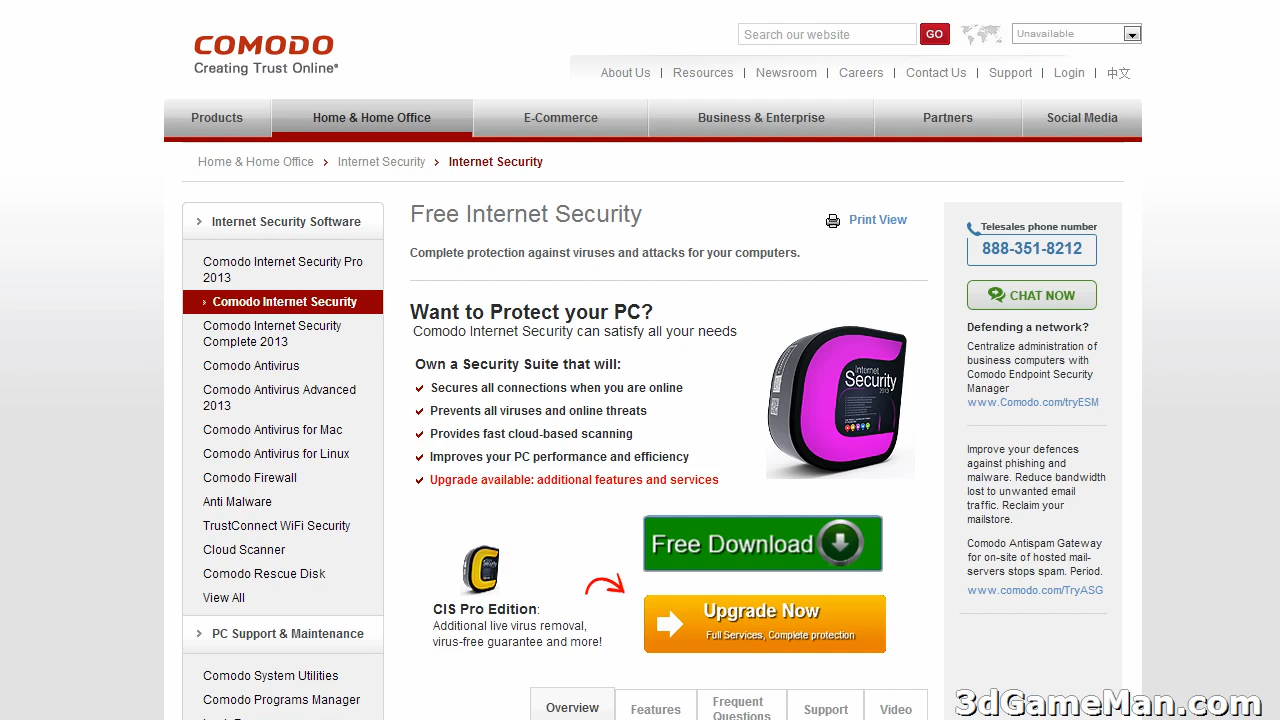 COMODO
Creating Trust Online®
Search our website
GO
Unavailable
About Us | Resources | Newsroom | Careers | Contact Us | Support | Login | 中文
Products
Home & Home Office
E-Commerce
Business & Enterprise
Partners
Social Media
Home & Home Office > Internet Security > Internet Security
Internet Security Software
Comodo Internet Security Pro
2013
Comodo Internet Security
Comodo Internet Security
Complete 2013
Comodo Antivirus
Comodo Antivirus Advanced
2013
Comodo Antivirus for Mac
Comodo Antivirus for Linux
Comodo Firewall
Anti Malware
TrustConnect WiFi Security
Cloud Scanner
Comodo Rescue Disk
View All
PC Support & Maintenance
Comodo System Utilities
Comodo Programs Manager
Free Internet Security
Print View
Complete protection against viruses and attacks for your computers.
Want to Protect your PC?
Comodo Internet Security can satisfy all your needs
Own a Security Suite that will:
Secures all connections when you are online
Prevents all viruses and online threats
Provides fast cloud-based scanning
Improves your PC performance and efficiency
Upgrade available: additional features and services
Internet
Security
2013
Free Download
CIS Pro Edition:
Additional live virus removal,
virus-free guarantee and more!
Upgrade Now
Full Services, Complete protection
Overview
Features
Frequent
Questions
Support
Video
Telesales phone number
888-351-8212
CHAT NOW
Defending a network?
Centralize administration of
business computers with
Comodo Endpoint Security
Manager
www.Comodo.com/tryESM
Improve your defences
against phishing and
malware. Reduce bandwidth
lost to unwanted email
traffic. Reclaim your
mailstore.
Comodo Antispam Gateway
for on-site of hosted mail-
servers stops spam. Period.
www.comodo.com/TryASG
3dGameMan.com